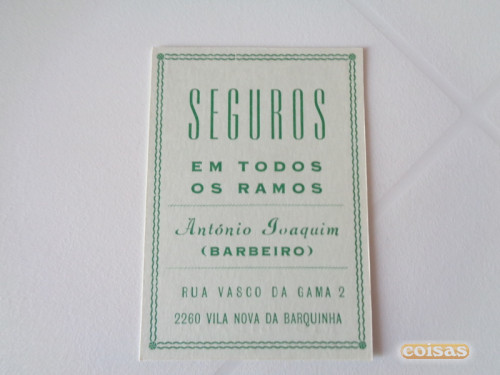 SEGUROS
EM TODOS
OS RAMOS
António Joaquim
(BARBEIRO)
RUA VASCO DA GAMA 2
2260 VILA NOVA DA BARQUINHA
coisas